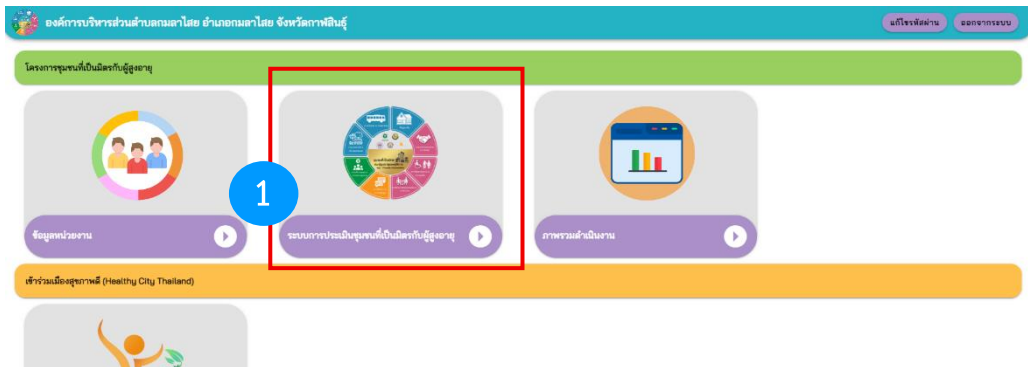 องค์การบริหารส่วนตำบลกมลาไสย อำเภอกมลาไสย จังหวัดกาฬสินธุ์
แก้ไขรหัสผ่าน
ออกจากระบบ
โครงการชุมชนที่เป็นมิตรกับผู้สูงอายุ
1
ข้อมูลหน่วยงาน
ระบบการประเมินชุมชนที่เป็นมิตรกับผู้สูงอายุ
ภาพรวมดำเนินงาน
เข้าร่วมเมืองสุขภาพดี (Healthy City Thailand)